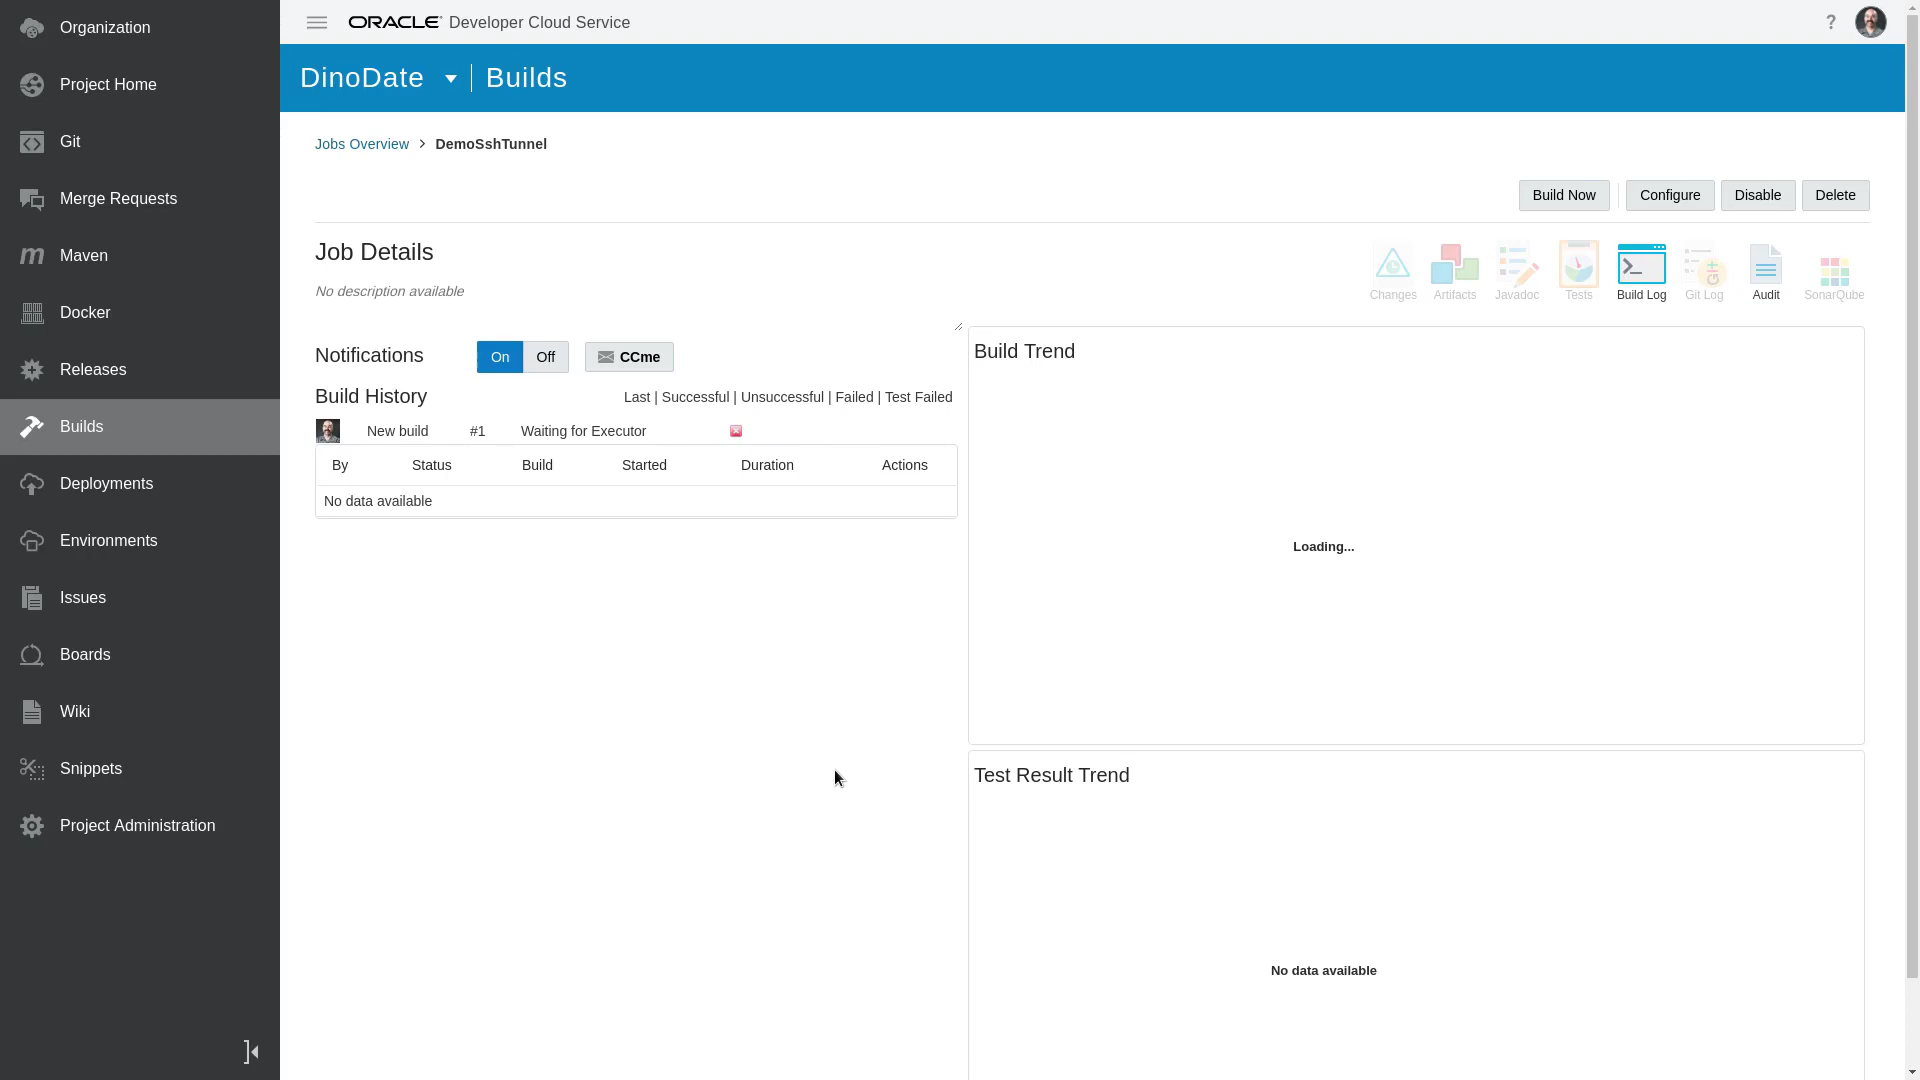 Organization
Project Home
Git
Merge Requests
Maven
Docker
Releases
Builds
Deployments
Environments
Issues
Boards
Wiki
Snippets
Project Administration
ORACLE Developer Cloud Service
?
DinoDate Builds
Jobs Overview > DemoSshTunnel
Build Now Configure Disable Delete
Job Details
No description available
Changes Artifacts Javadoc Tests Build Log Git Log Audit SonarQube
Notifications On Off CCme
Build History Last | Successful | Unsuccessful | Failed | Test Failed
New build #1 Waiting for Executor
By Status Build Started Duration Actions
No data available
Build Trend
Loading...
Test Result Trend
No data available